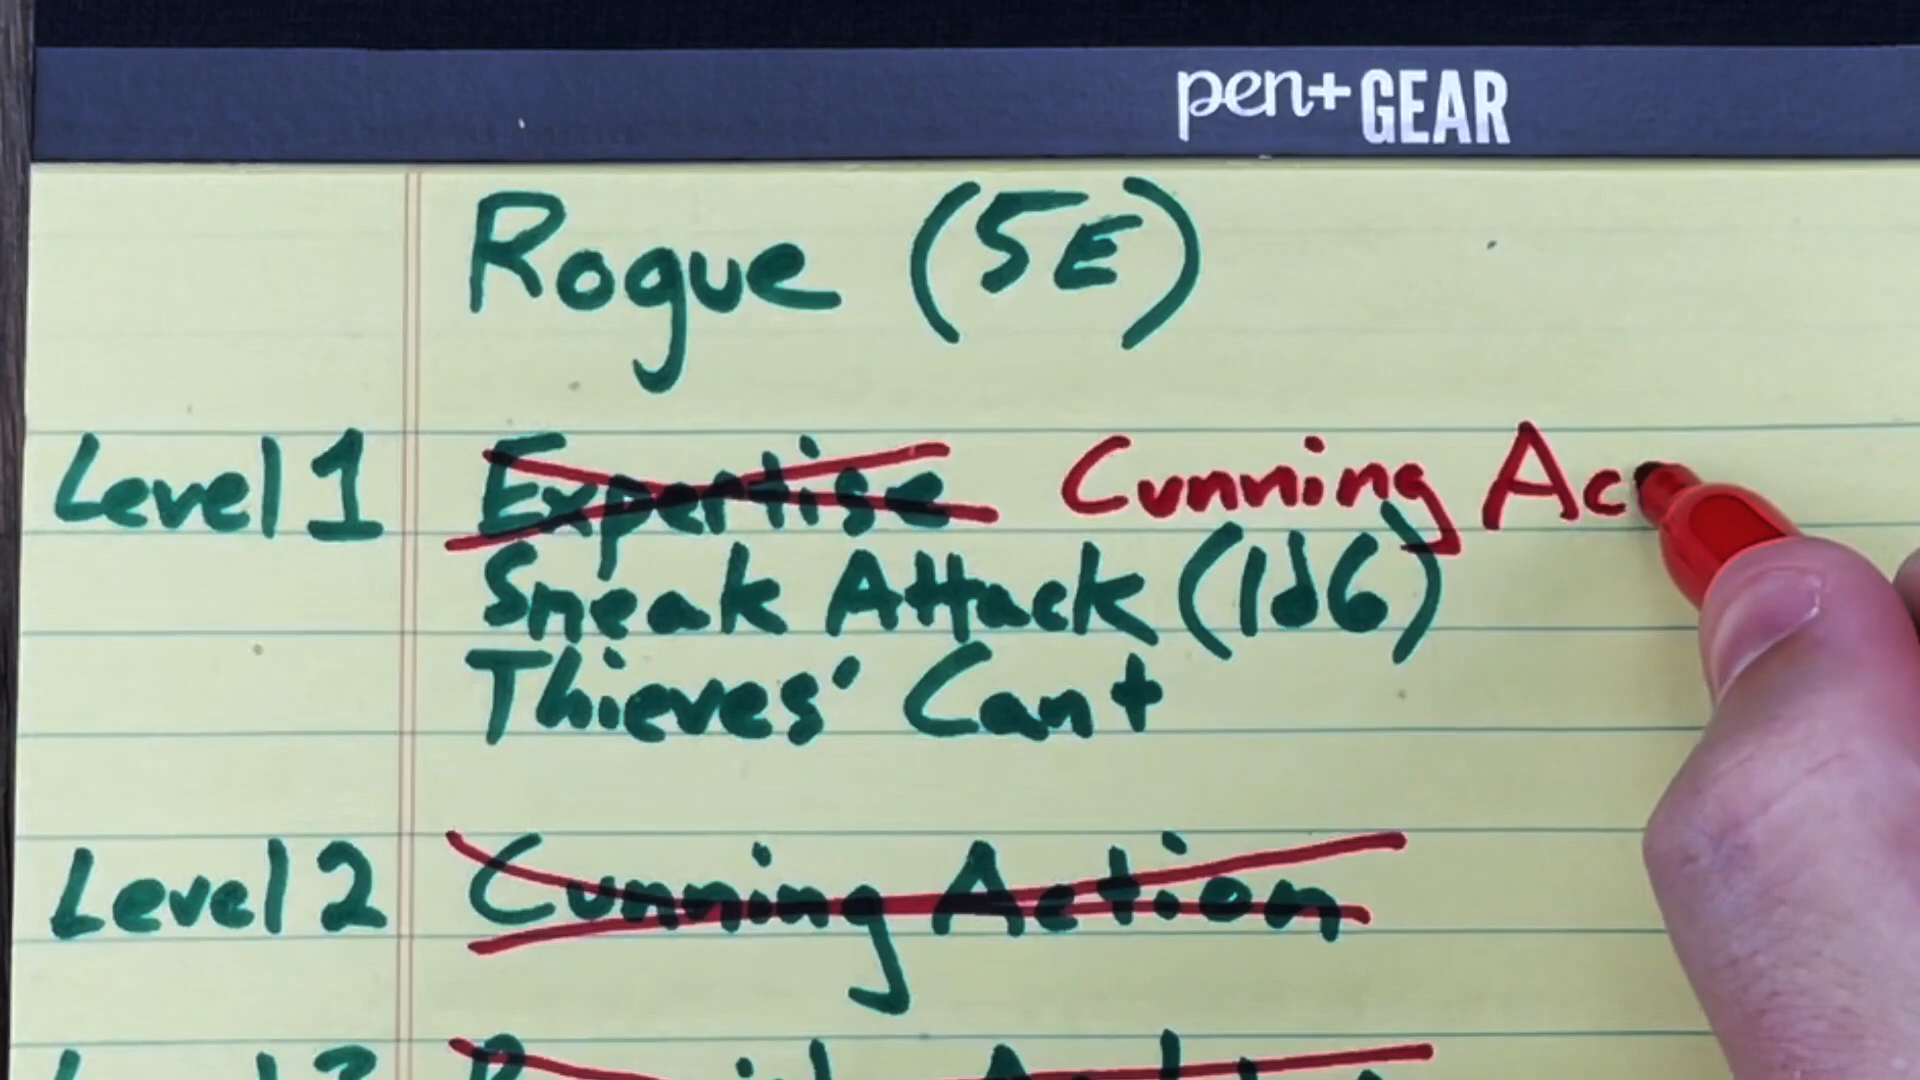 pen+GEAR
Rogue (5E)
Level 1 Expertise Cunning Ac
Sneak Attack (1d6)
Thieves' Cant
Level 2 Cunning Action